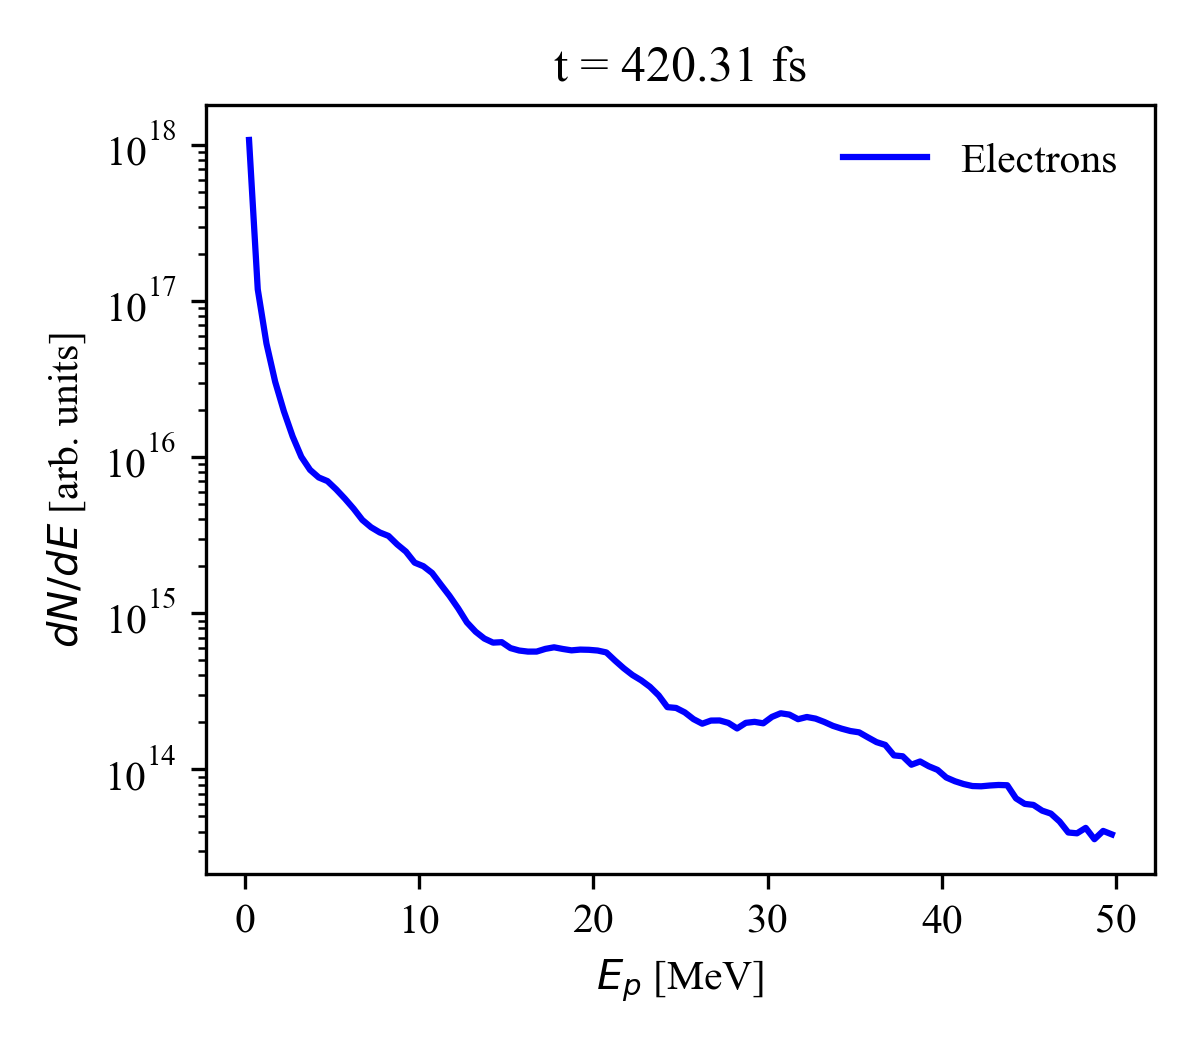 t = 420.31 fs
Electrons
10^18
10^17
10^16
10^15
10^14
dN/dE [arb. units]
0 10 20 30 40 50
E_p [MeV]